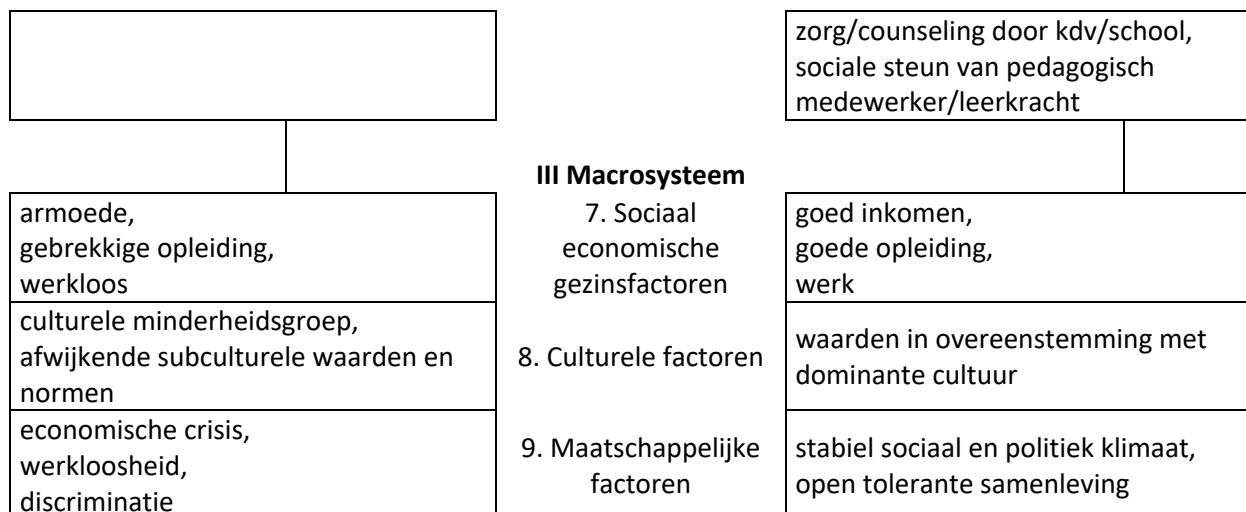 zorg/counseling door kdv/school,
sociale steun van pedagogisch
medewerker/leerkracht
III Macrosysteem
armoede,
gebrekkige opleiding,
werkloos
7. Sociaal
economische
gezinsfactoren
goed inkomen,
goede opleiding,
werk
culturele minderheidsgroep,
afwijkende subculturele waarden en
normen
8. Culturele factoren
waarden in overeenstemming met
dominante cultuur
economische crisis,
werkloosheid,
discriminatie
9. Maatschappelijke
factoren
stabiel sociaal en politiek klimaat,
open tolerante samenleving